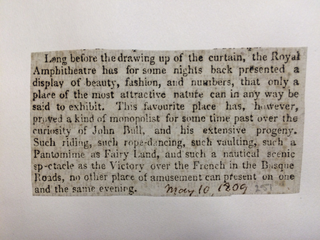 Long before the drawing up of the curtain, the Royal
Amphitheatre has for some nights back presented a
display of beauty, fashion, and numbers, that only a
place of the most attractive nature can in any way be
said to exhibit. This favourite place has, however,
proved a kind of monopolist for some time past over the
curiosity of John Bull, and his extensive progeny.
Such riding, such rope-dancing, such vaulting, such a
Pantomime as Fairy Land, and such a nautical scenic
spectacle as the Victory over the French in the Basque
Roads, no other place of amusement can present on one
and the same evening. May 10. 1809 251